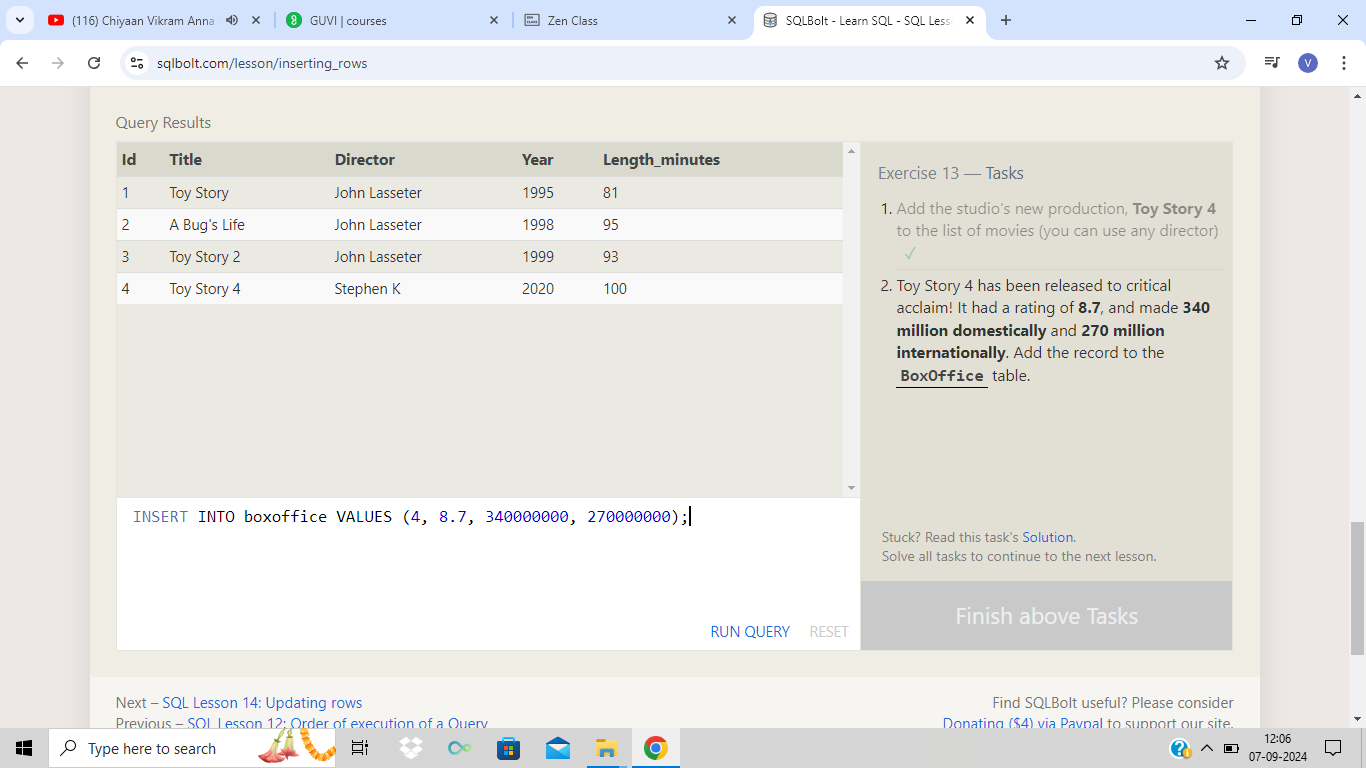 (116) Chiyaan Vikram Anna
GUVI | courses
Zen Class
SQLBolt - Learn SQL - SQL Less
sqlbolt.com/lesson/inserting_rows
V
Query Results
Id Title Director Year Length_minutes
1 Toy Story John Lasseter 1995 81
2 A Bug's Life John Lasseter 1998 95
3 Toy Story 2 John Lasseter 1999 93
4 Toy Story 4 Stephen K 2020 100
INSERT INTO boxoffice VALUES (4, 8.7, 340000000, 270000000);
RUN QUERY RESET
Exercise 13 — Tasks
1. Add the studio's new production, Toy Story 4
to the list of movies (you can use any director)
✓
2. Toy Story 4 has been released to critical
acclaim! It had a rating of 8.7, and made 340
million domestically and 270 million
internationally. Add the record to the
BoxOffice table.
Stuck? Read this task's Solution.
Solve all tasks to continue to the next lesson.
Finish above Tasks
Next – SQL Lesson 14: Updating rows
Previous – SQL Lesson 12: Order of execution of a Query
Find SQLBolt useful? Please consider
Donating ($4) via Paypal to support our site.
Type here to search
12:06
07-09-2024